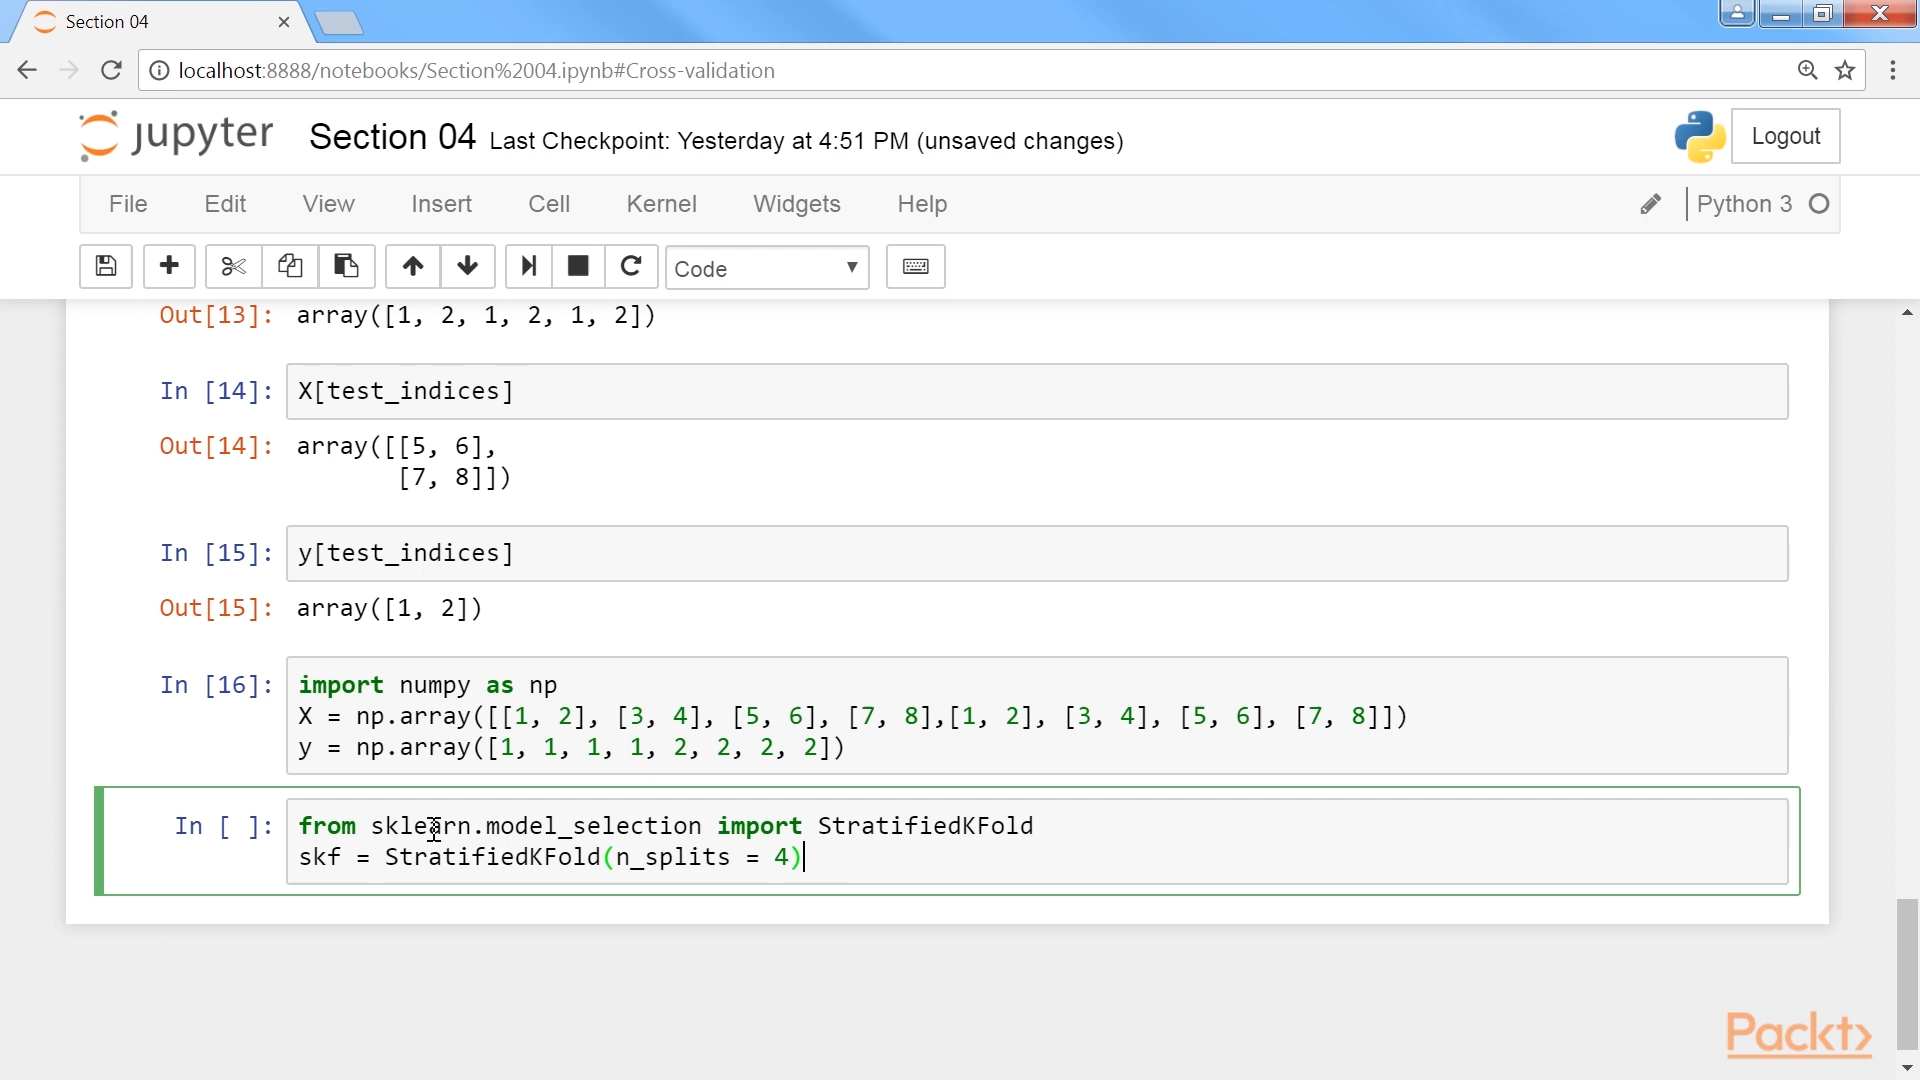 Section 04
localhost:8888/notebooks/Section%2004.ipynb#Cross-validation
jupyter Section 04 Last Checkpoint: Yesterday at 4:51 PM (unsaved changes) Logout
File Edit View Insert Cell Kernel Widgets Help Python 3
Code
Out[13]: array([1, 2, 1, 2, 1, 2])
In [14]: X[test_indices]
Out[14]: array([[5, 6],
[7, 8]])
In [15]: y[test_indices]
Out[15]: array([1, 2])
In [16]: import numpy as np
X = np.array([[1, 2], [3, 4], [5, 6], [7, 8],[1, 2], [3, 4], [5, 6], [7, 8]])
y = np.array([1, 1, 1, 1, 2, 2, 2, 2])
In [ ]: from sklearn.model_selection import StratifiedKFold
skf = StratifiedKFold(n_splits = 4)
Packt>